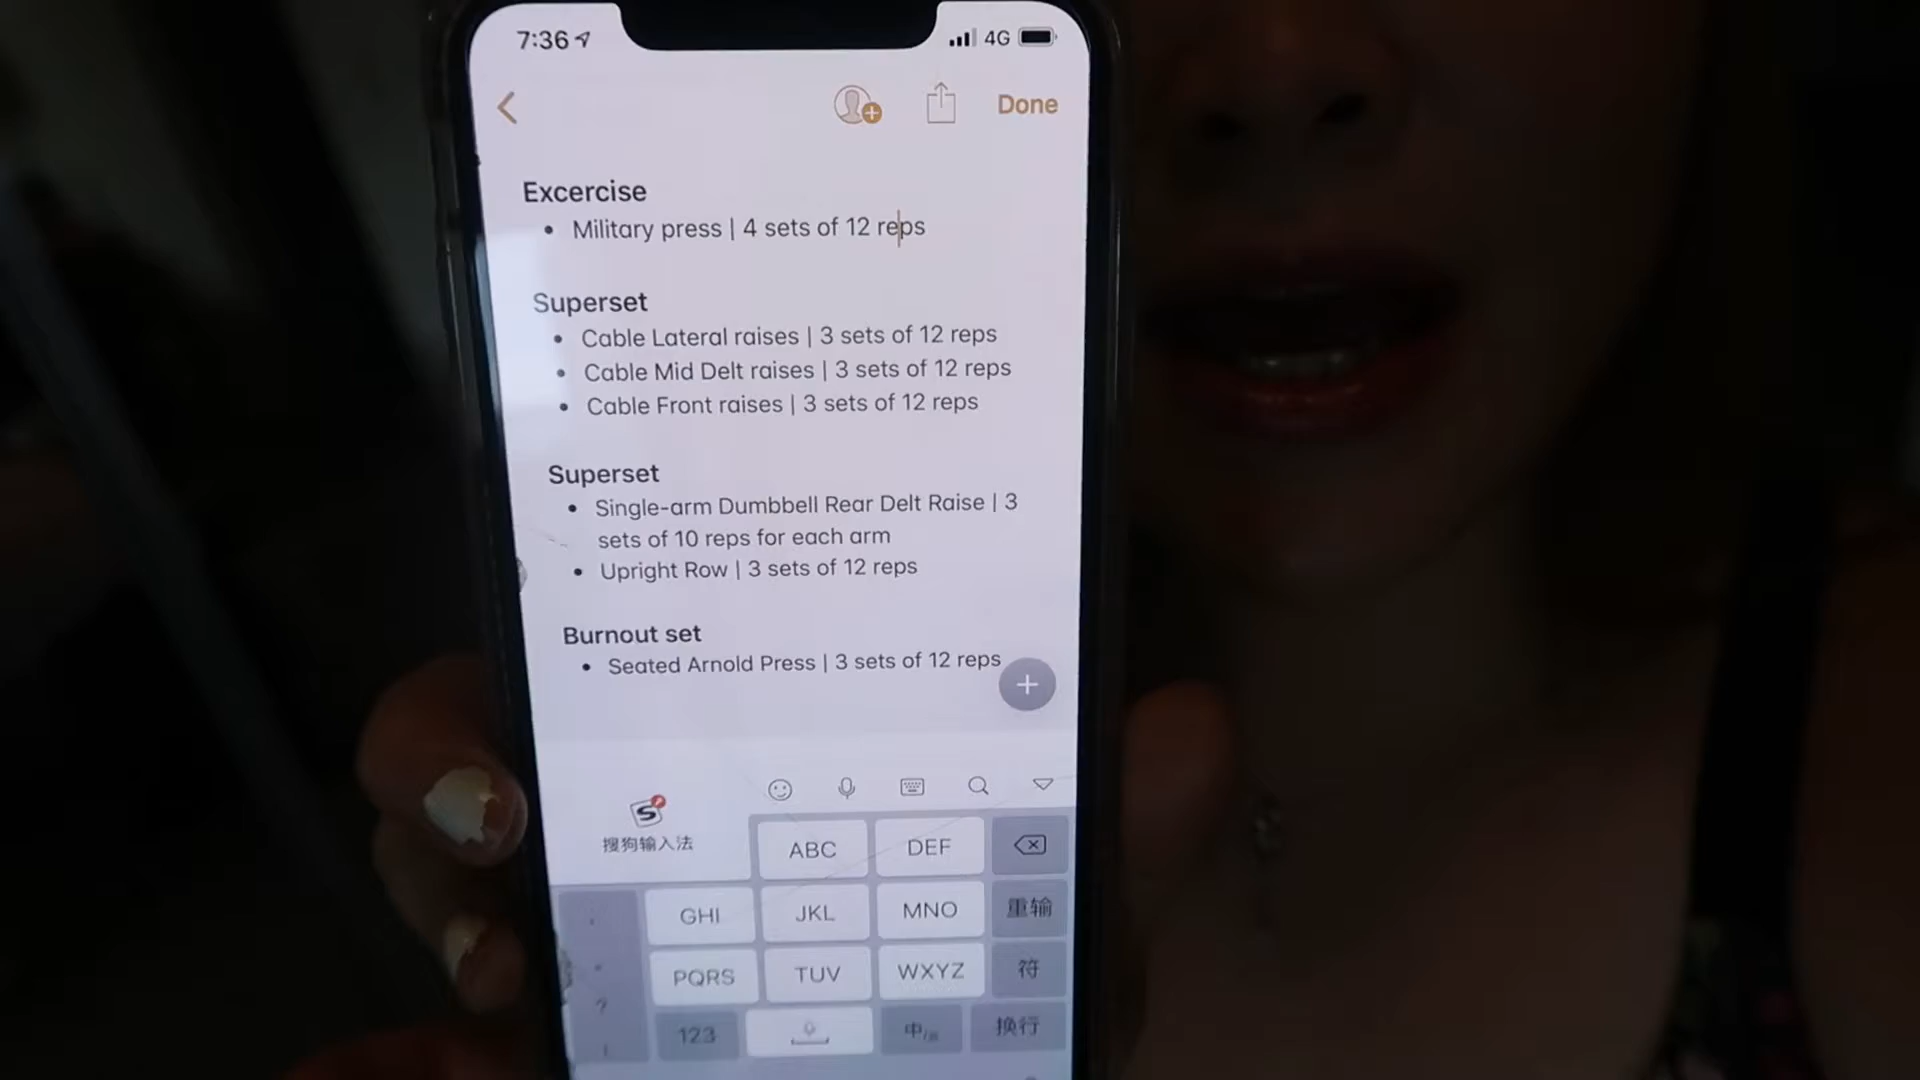 7:36
4G
Done
Excercise
• Military press | 4 sets of 12 reps
Superset
• Cable Lateral raises | 3 sets of 12 reps
• Cable Mid Delt raises | 3 sets of 12 reps
• Cable Front raises | 3 sets of 12 reps
Superset
• Single-arm Dumbbell Rear Delt Raise | 3
sets of 10 reps for each arm
• Upright Row | 3 sets of 12 reps
Burnout set
• Seated Arnold Press | 3 sets of 12 reps
+
S
搜狗输入法
ABC DEF
GHI JKL MNO 重输
PQRS TUV WXYZ 符
?
123 中 换行